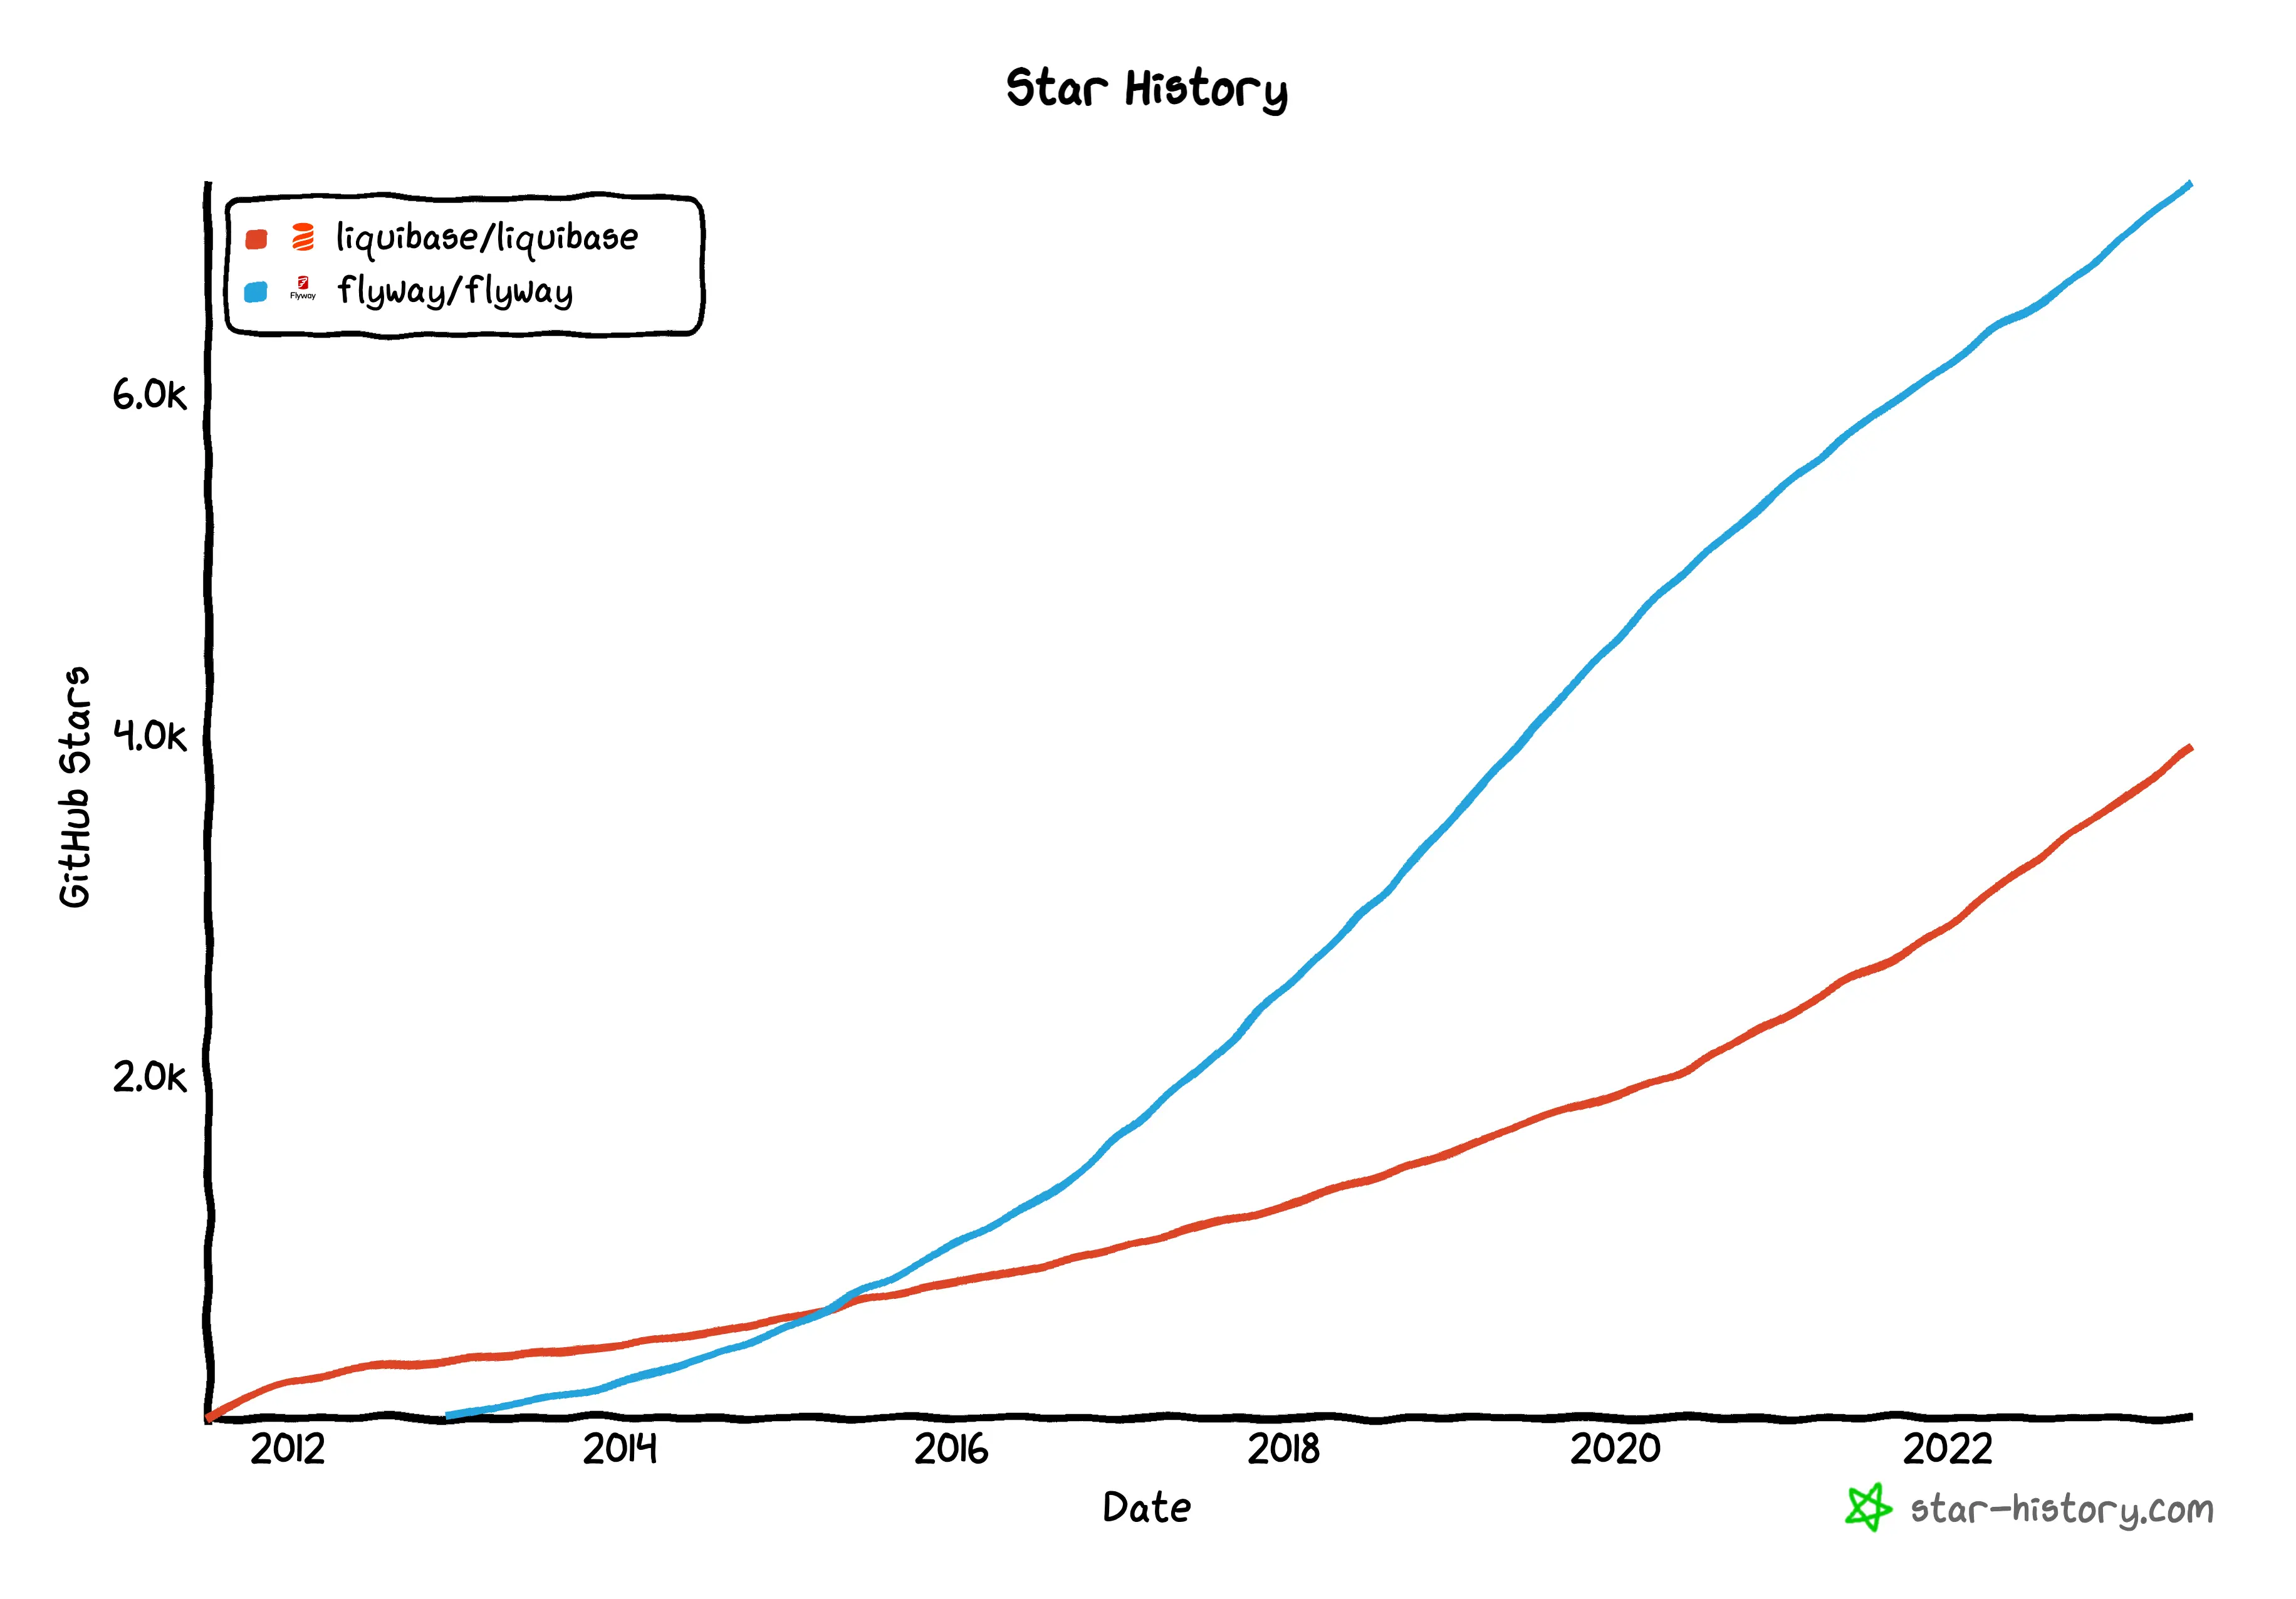 Star History
liquibase/liquibase
Flyway
flyway/flyway
6.0K
4.0K
2.0K
GitHub Stars
2012
2014
2016
2018
2020
2022
Date
star-history.com